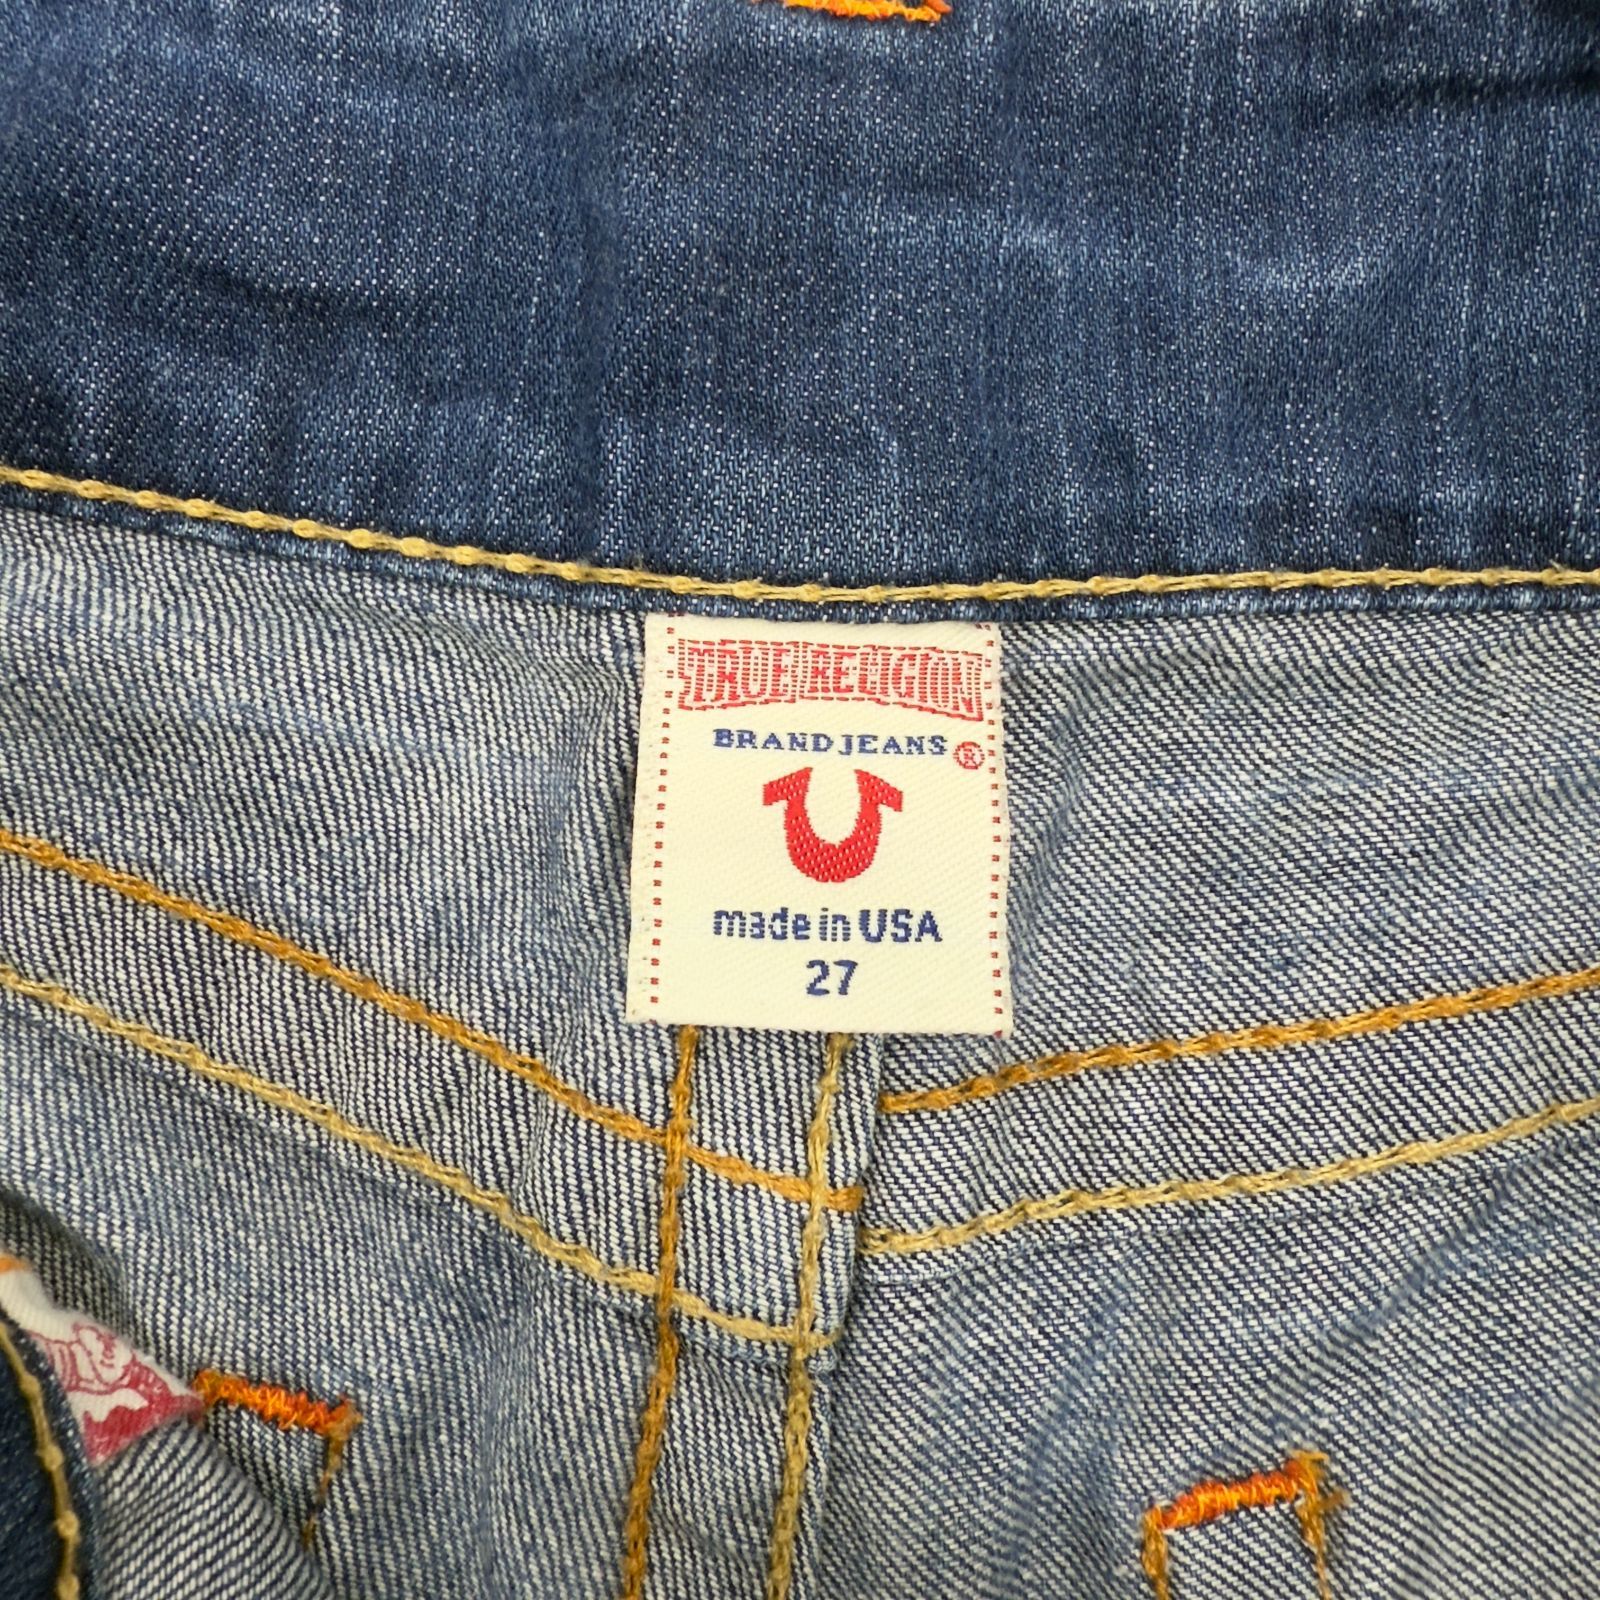 TRUE RELIGION
BRAND JEANS ®
made in USA
27